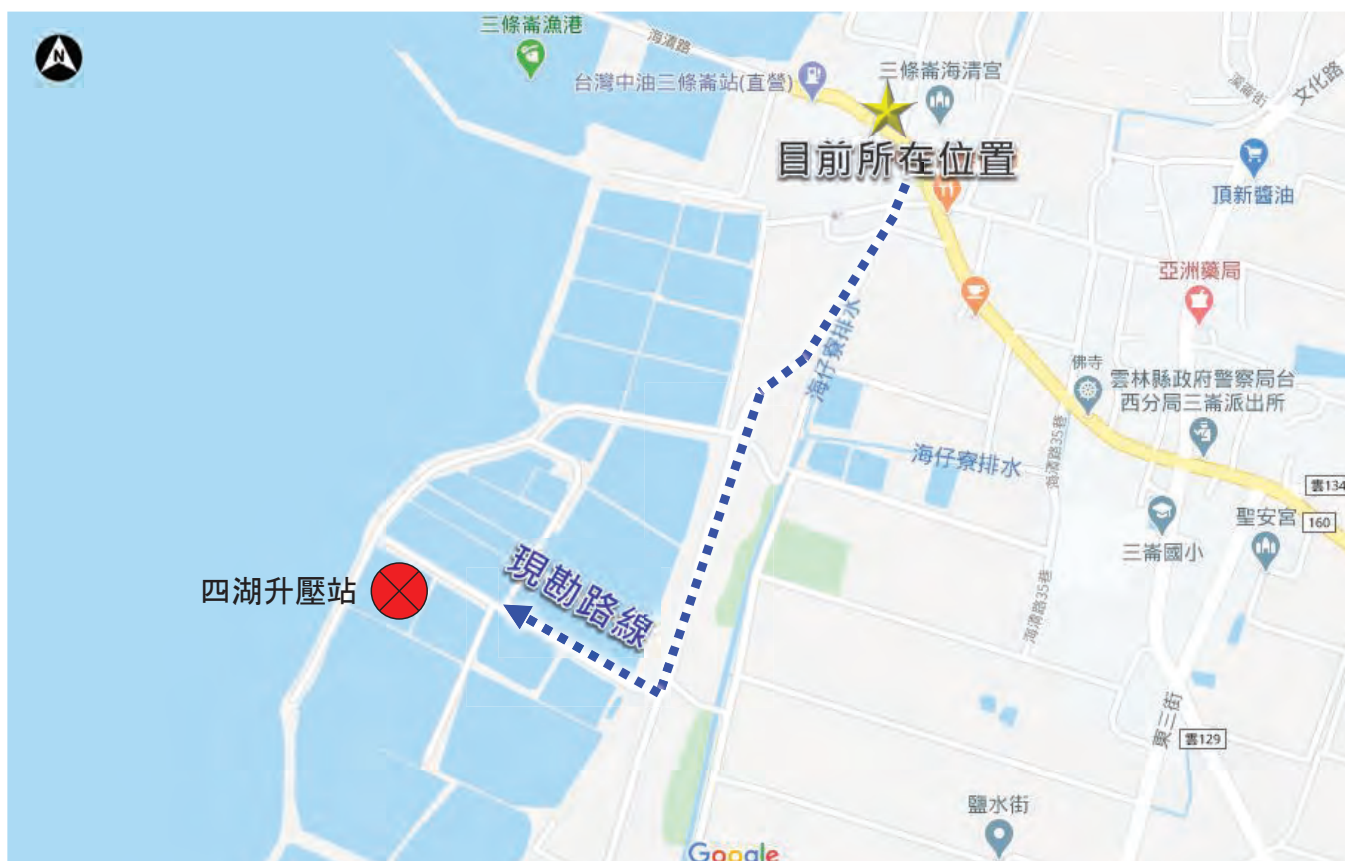 三條崙漁港
海清路
N
台灣中油三條崙站(直營)
三條崙海清宮
溪崙街
文化路
目前所在位置
頂新醬油
亞洲藥局
海仔寮排水
佛寺
雲林縣政府警察局台
西分局三崙派出所
海清路35巷
海仔寮排水
雲134
聖安宮
160
三崙國小
現勘路線
四湖升壓站
海清路35巷
東三街
雲129
鹽水街
Google